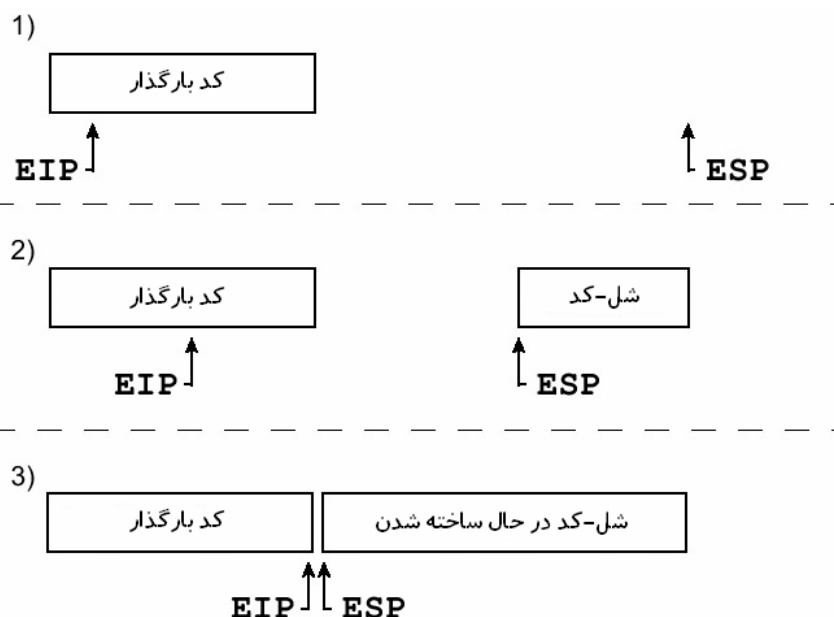 1)
کد بارگذار
EIP ESP
2)
کد بارگذار شل-کد
EIP ESP
3)
کد بارگذار شل-کد در حال ساخته شدن
EIP ESP